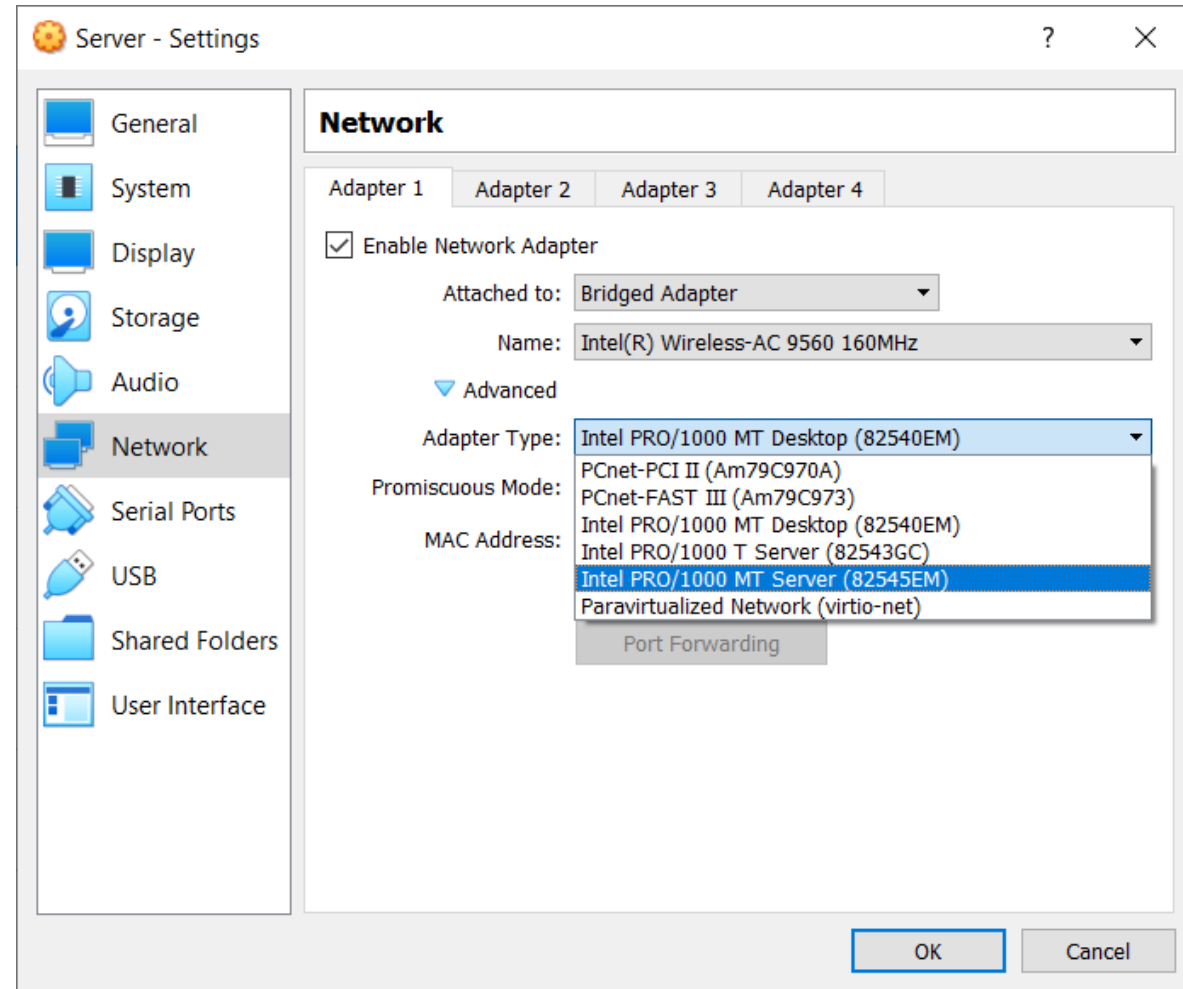 Server - Settings
?
General
System
Display
Storage
Audio
Network
Serial Ports
USB
Shared Folders
User Interface
Network
Adapter 1 Adapter 2 Adapter 3 Adapter 4
Enable Network Adapter
Attached to: Bridged Adapter
Name: Intel(R) Wireless-AC 9560 160MHz
Advanced
Adapter Type: Intel PRO/1000 MT Desktop (82540EM)
PCnet-PCI II (Am79C970A)
Promiscuous Mode: PCnet-FAST III (Am79C973)
Intel PRO/1000 MT Desktop (82540EM)
MAC Address: Intel PRO/1000 T Server (82543GC)
Intel PRO/1000 MT Server (82545EM)
Paravirtualized Network (virtio-net)
Port Forwarding
OK Cancel